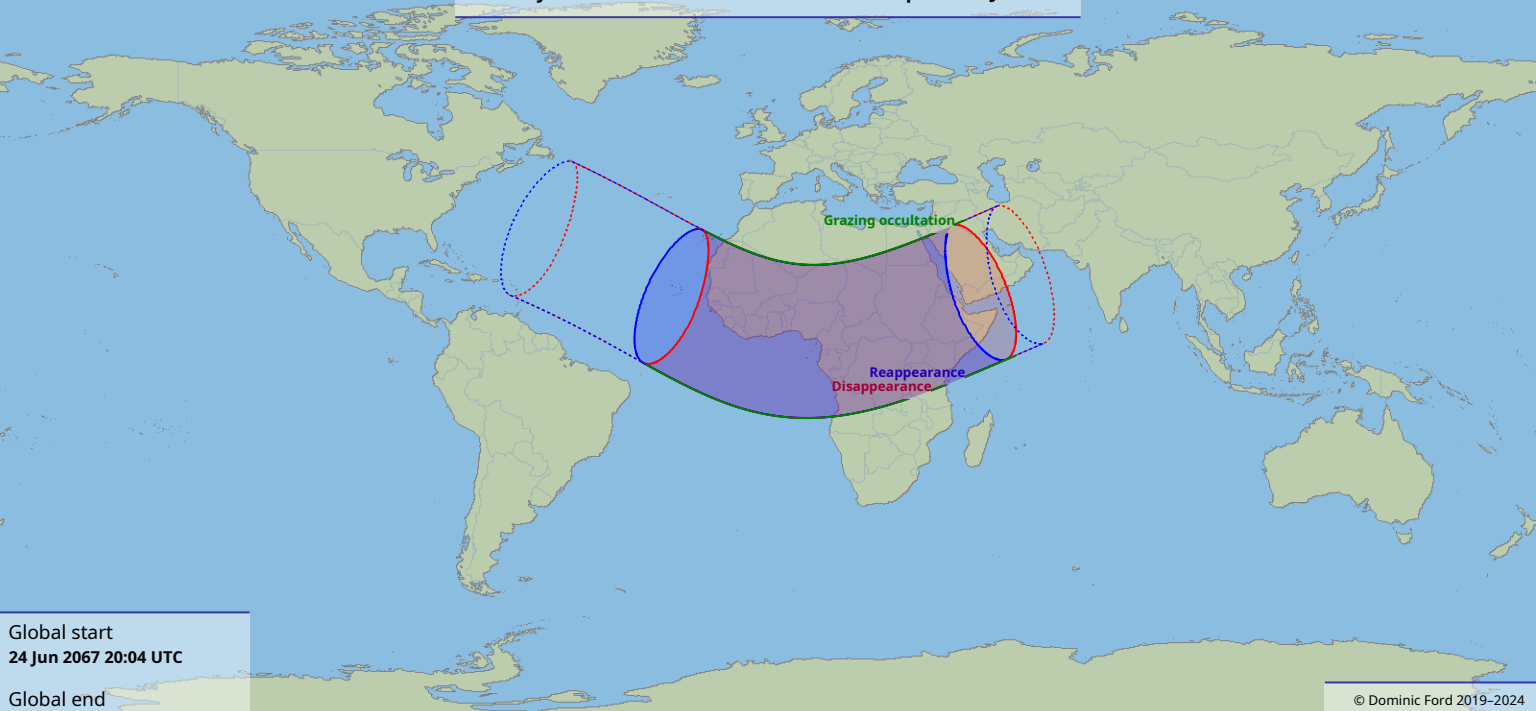 Grazing occultation
Reappearance
Disappearance
Global start
24 Jun 2067 20:04 UTC
Global end
© Dominic Ford 2019–2024